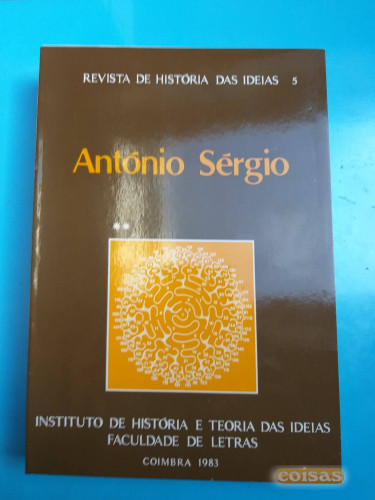 REVISTA DE HISTÓRIA DAS IDEIAS 5
António Sérgio
INSTITUTO DE HISTÓRIA E TEORIA DAS IDEIAS
FACULDADE DE LETRAS
COIMBRA 1983
coisas